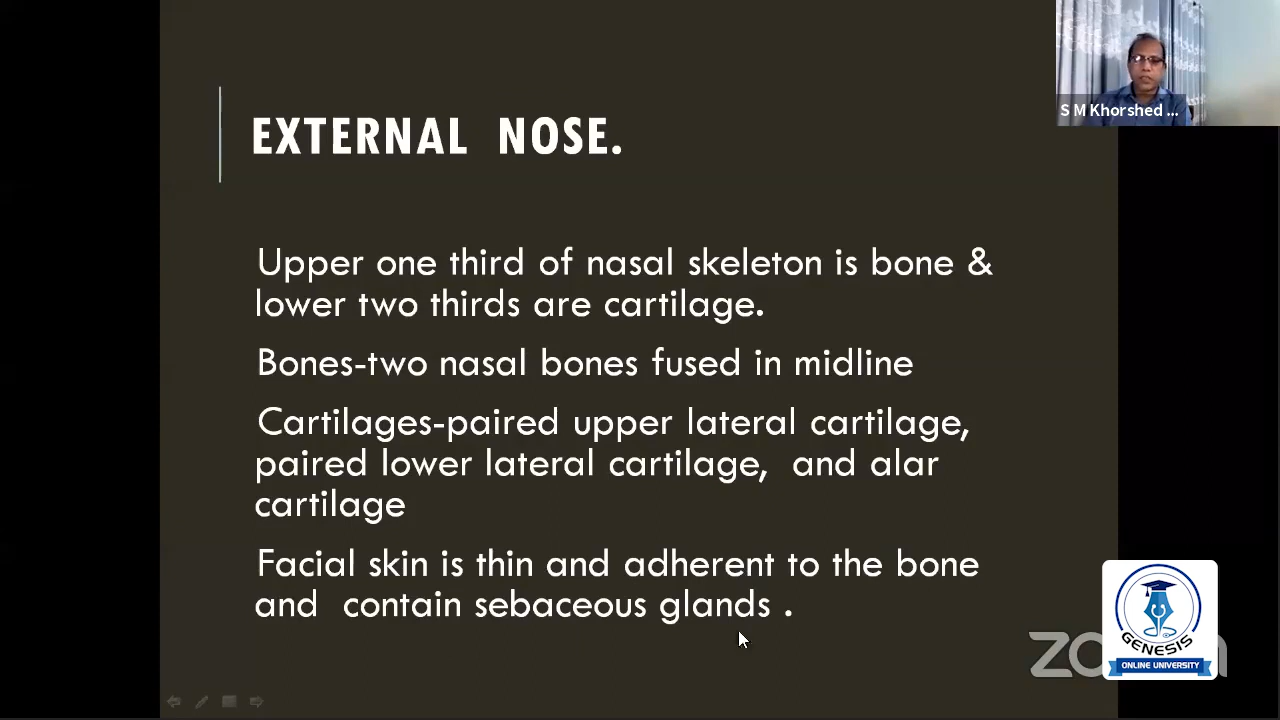 S M Khorshed ...
EXTERNAL NOSE.
Upper one third of nasal skeleton is bone &
lower two thirds are cartilage.
Bones-two nasal bones fused in midline
Cartilages-paired upper lateral cartilage,
paired lower lateral cartilage, and alar
cartilage
Facial skin is thin and adherent to the bone
and contain sebaceous glands .
GENESIS
ONLINE UNIVERSITY